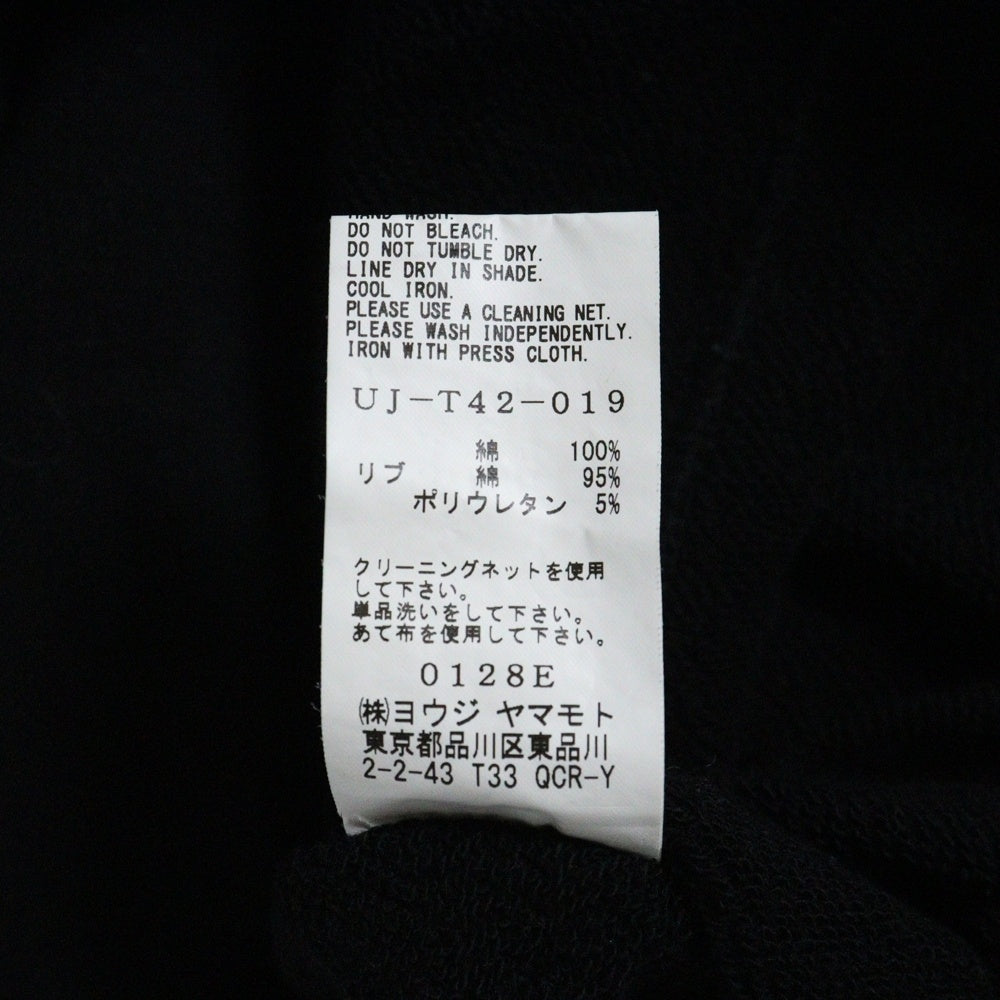 HAND WASH.
DO NOT BLEACH.
DO NOT TUMBLE DRY.
LINE DRY IN SHADE.
COOL IRON.
PLEASE USE A CLEANING NET.
PLEASE WASH INDEPENDENTLY.
IRON WITH PRESS CLOTH.
UJ-T42-019
綿 100%
リブ 綿 95%
ポリウレタン 5%
クリーニングネットを使用
して下さい。
単品洗いをして下さい。
あて布を使用して下さい。
0128E
㈱ヨウジ ヤマモト
東京都品川区東品川
2-2-43 T33 QCR-Y